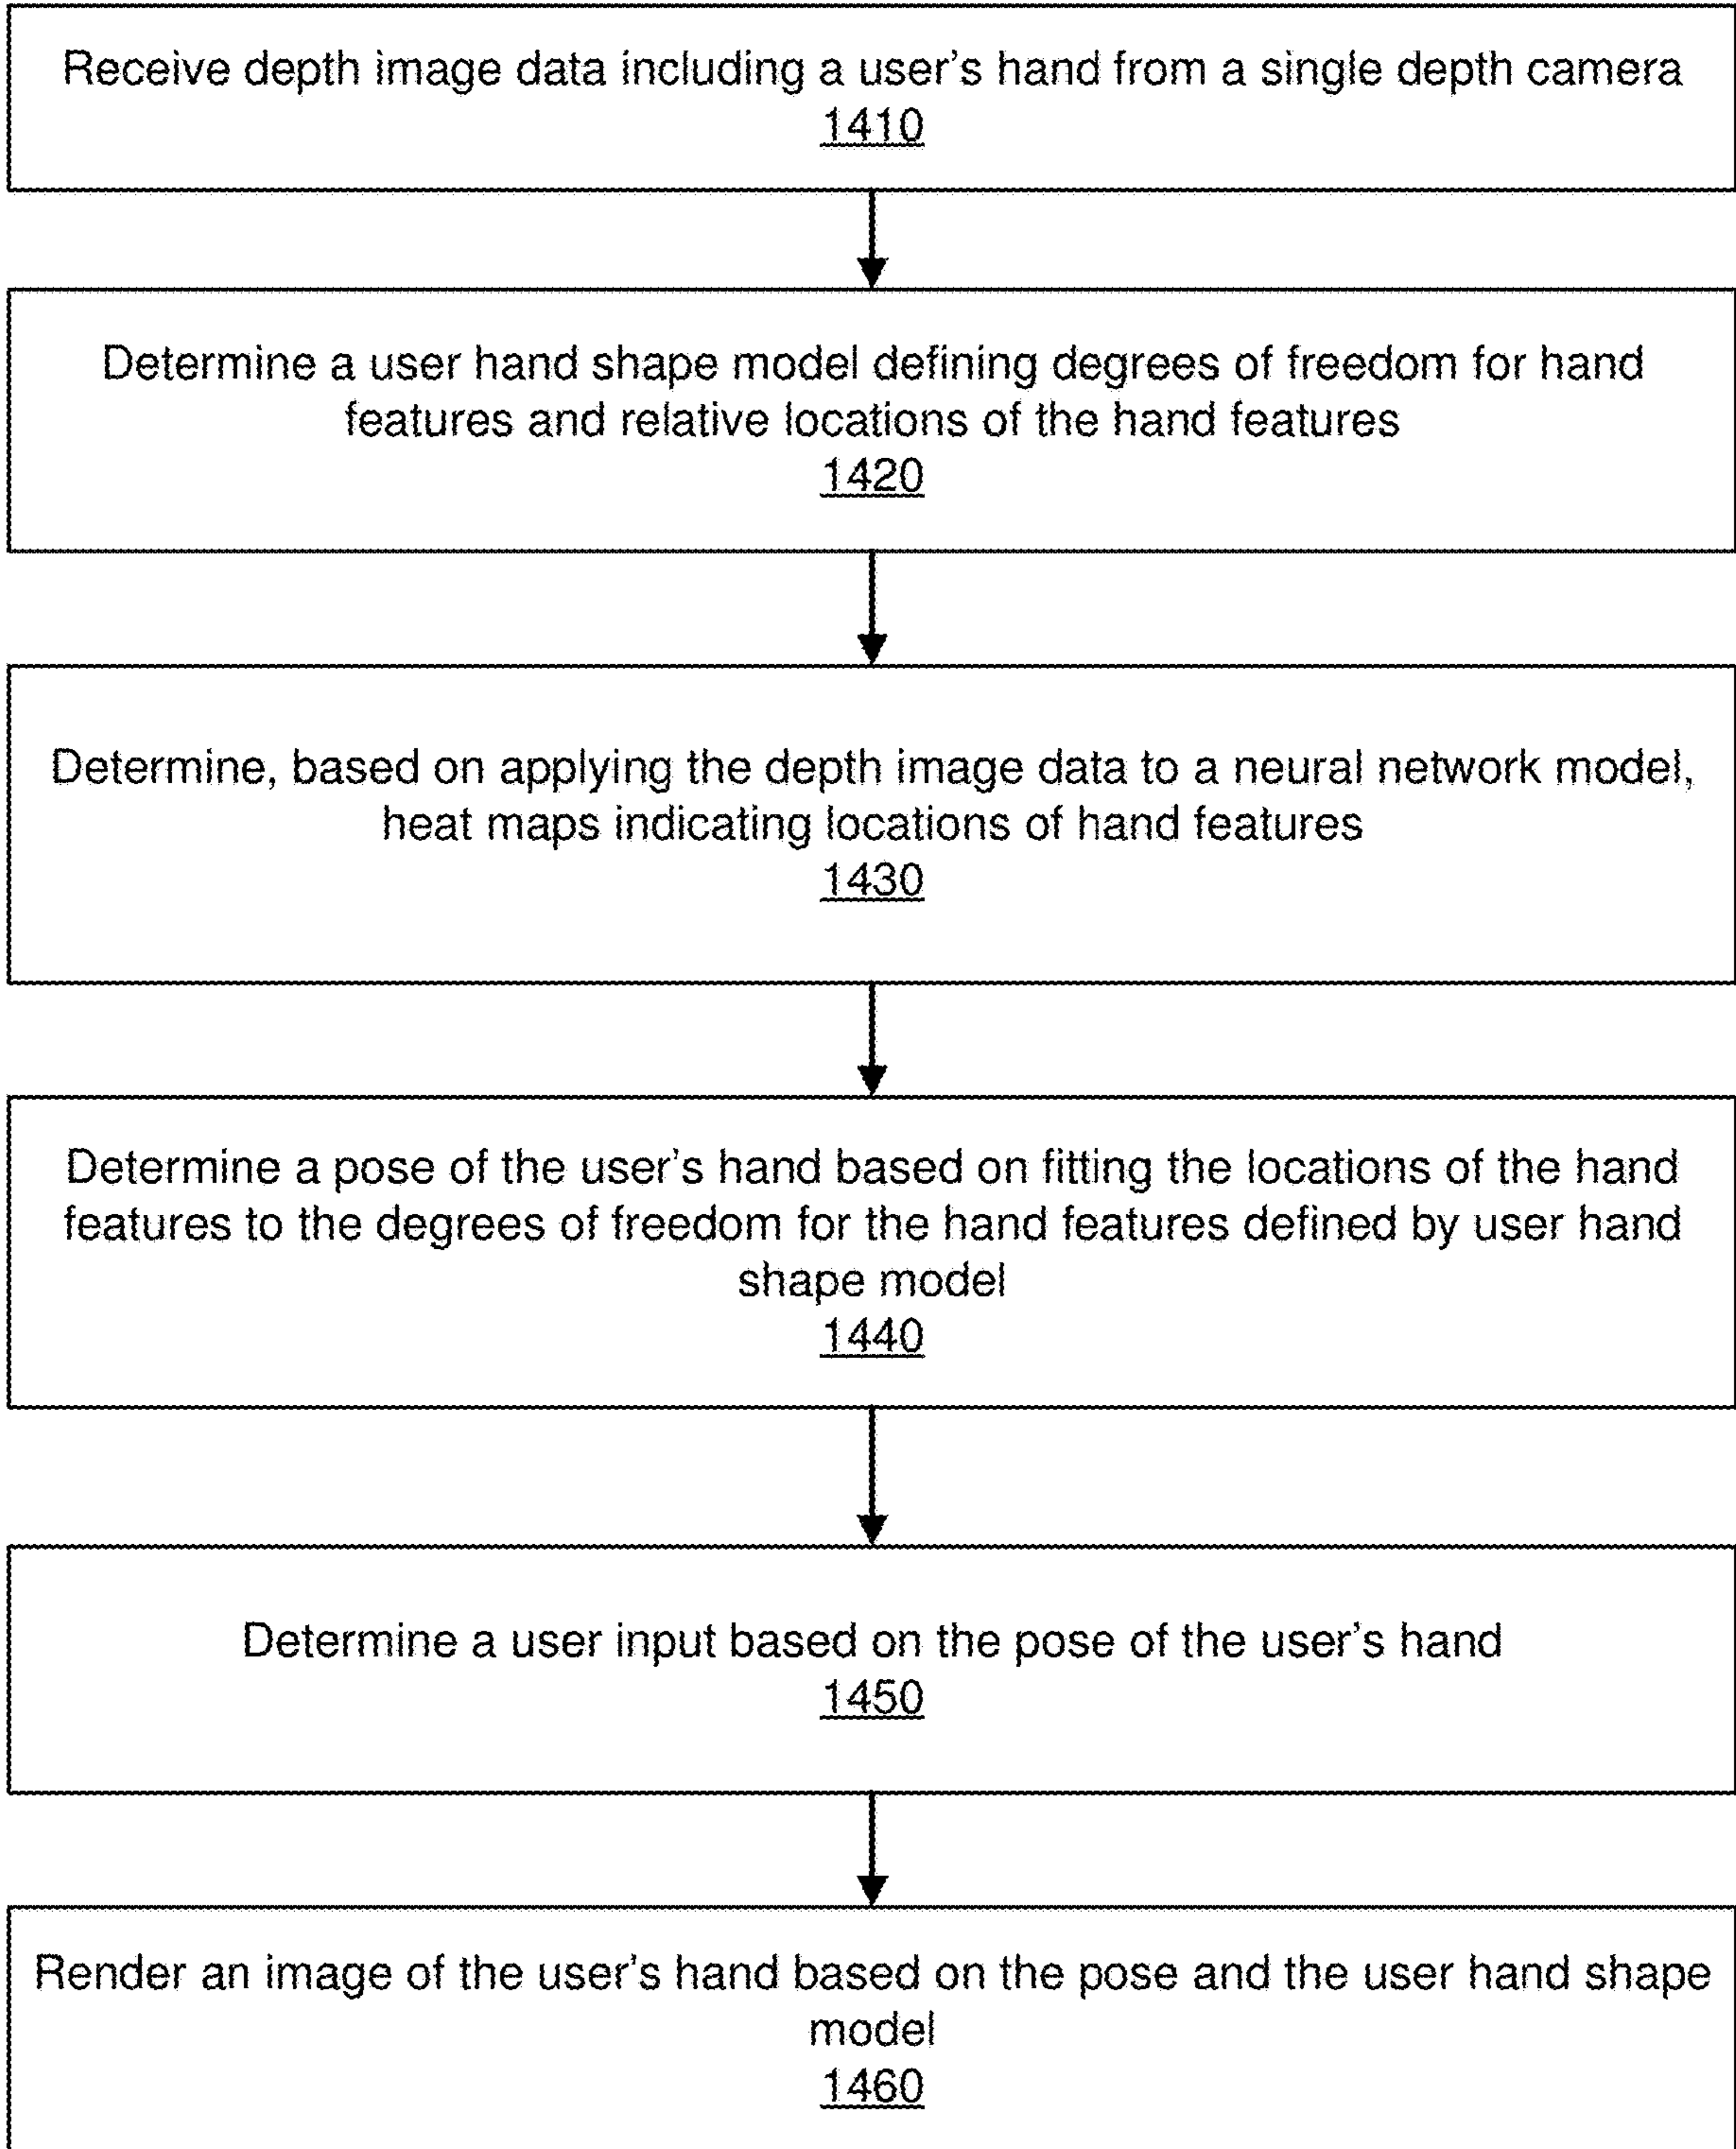 Receive depth image data including a user's hand from a single depth camera
1410
Determine a user hand shape model defining degrees of freedom for hand
features and relative locations of the hand features
1420
Determine, based on applying the depth image data to a neural network model,
heat maps indicating locations of hand features
1430
Determine a pose of the user's hand based on fitting the locations of the hand
features to the degrees of freedom for the hand features defined by user hand
shape model
1440
Determine a user input based on the pose of the user's hand
1450
Render an image of the user's hand based on the pose and the user hand shape
model
1460